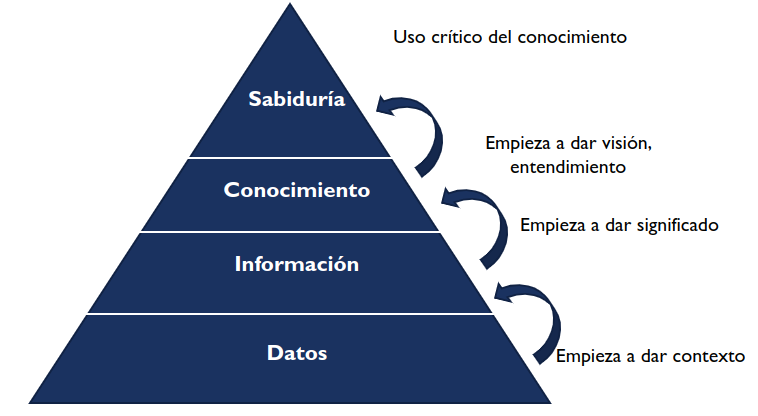 Uso crítico del conocimiento
Sabiduría
Empieza a dar visión,
entendimiento
Conocimiento
Empieza a dar significado
Información
Datos
Empieza a dar contexto